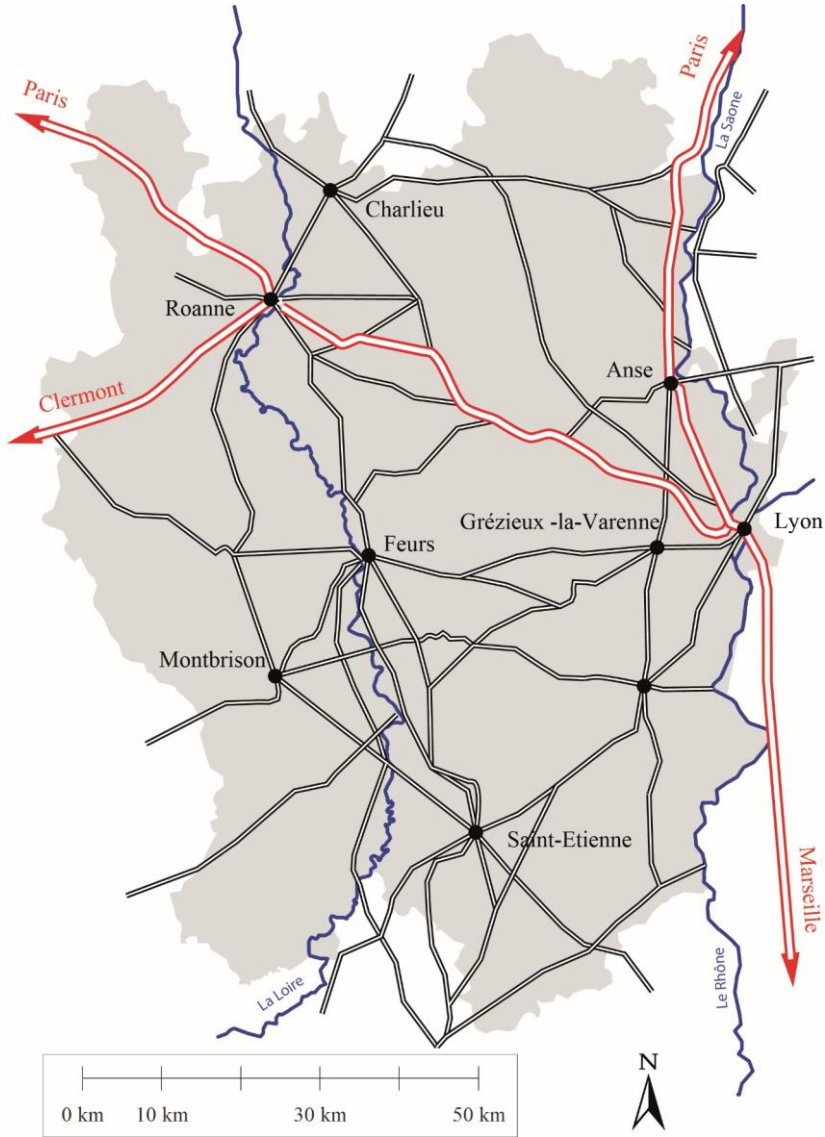 Paris
Paris
La Saone
Charlieu
Roanne
Anse
Clermont
Grézieux -la-Varenne
Lyon
Feurs
Montbrison
Saint-Etienne
Marseille
La Loire
Le Rhône
N
0 km 10 km 30 km 50 km